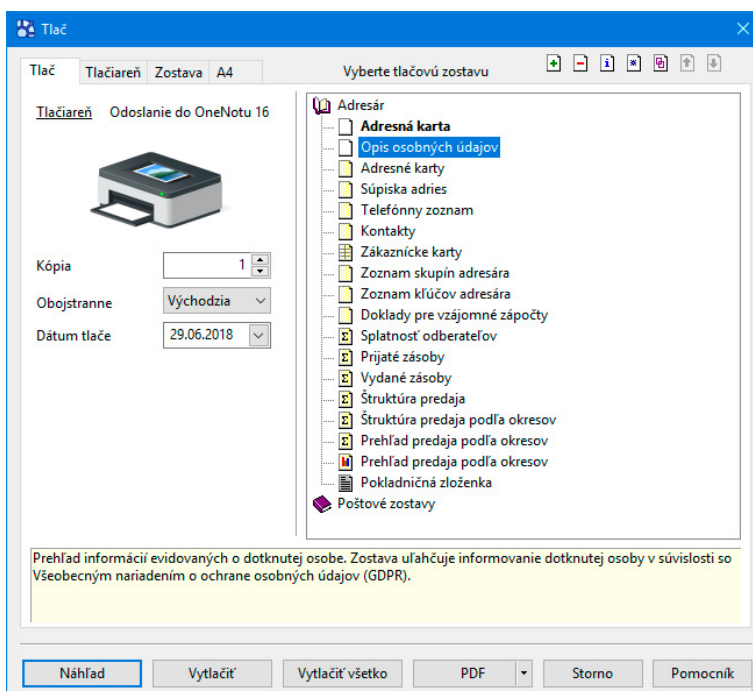 Tlač
Tlač Tlačiareň Zostava A4
Vyberte tlačovú zostavu
Tlačiareň Odoslanie do OneNotu 16
Kópia 1
Obojstranne Východzia
Dátum tlače 29.06.2018
Adresár
Adresná karta
Opis osobných údajov
Adresné karty
Súpiska adries
Telefónny zoznam
Kontakty
Zákaznícke karty
Zoznam skupín adresára
Zoznam kľúčov adresára
Doklady pre vzájomné zápočty
Splatnosť odberateľov
Prijaté zásoby
Vydané zásoby
Štruktúra predaja
Štruktúra predaja podľa okresov
Prehľad predaja podľa okresov
Prehľad predaja podľa okresov
Pokladničná zloženka
Poštové zostavy
Prehľad informácií evidovaných o dotknutej osobe. Zostava uľahčuje informovanie dotknutej osoby v súvislosti so
Všeobecným nariadením o ochrane osobných údajov (GDPR).
Náhľad Vytlačiť Vytlačiť všetko PDF Storno Pomocník